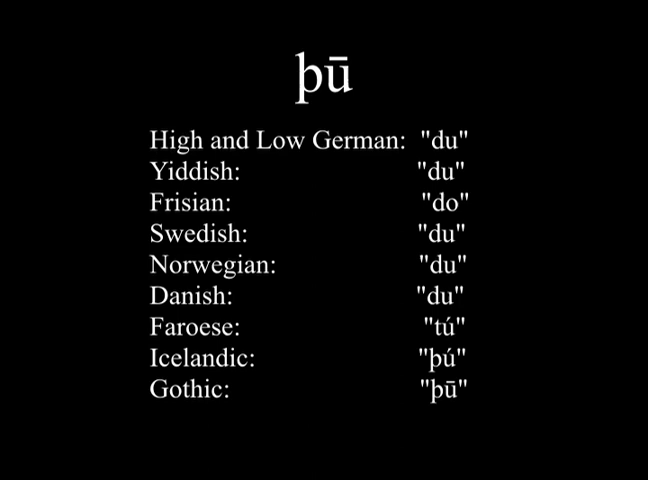 þū
High and Low German: "du"
Yiddish: "du"
Frisian: "do"
Swedish: "du"
Norwegian: "du"
Danish: "du"
Faroese: "tú"
Icelandic: "þú"
Gothic: "þū"